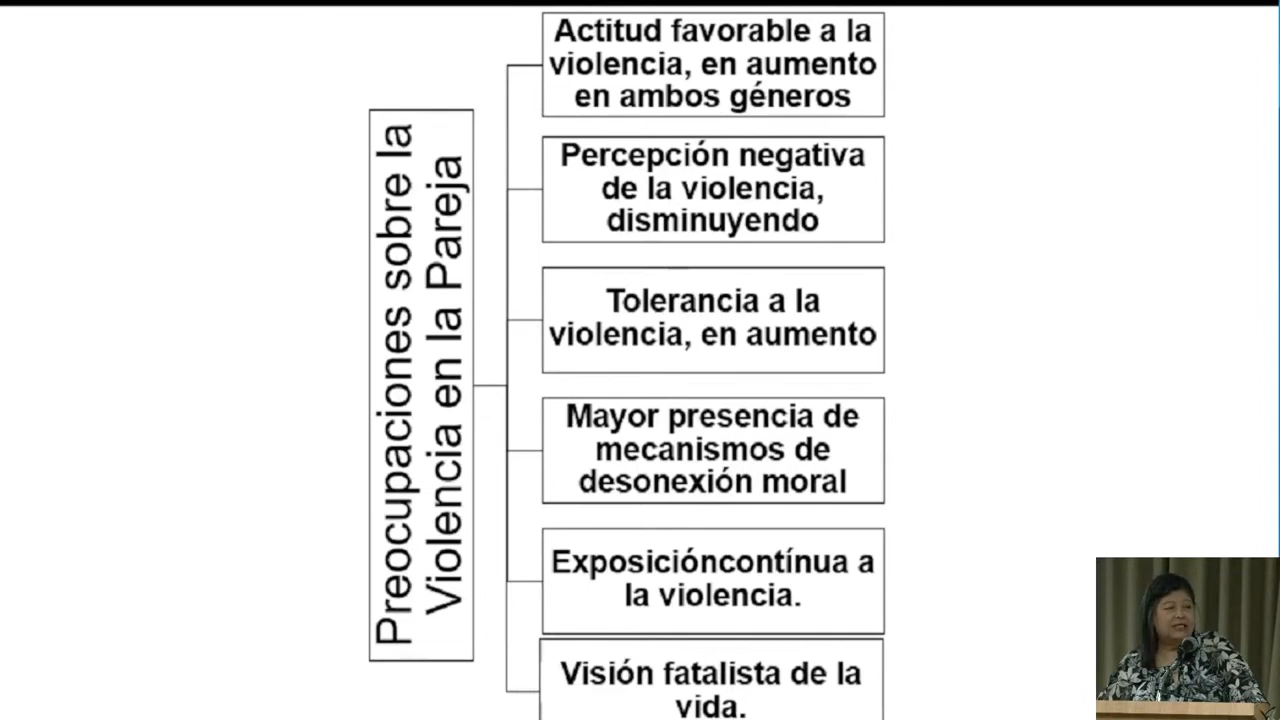 Preocupaciones sobre la
Violencia en la Pareja
Actitud favorable a la
violencia, en aumento
en ambos géneros
Percepción negativa
de la violencia,
disminuyendo
Tolerancia a la
violencia, en aumento
Mayor presencia de
mecanismos de
desonexión moral
Exposicióncontínua a
la violencia.
Visión fatalista de la
vida.